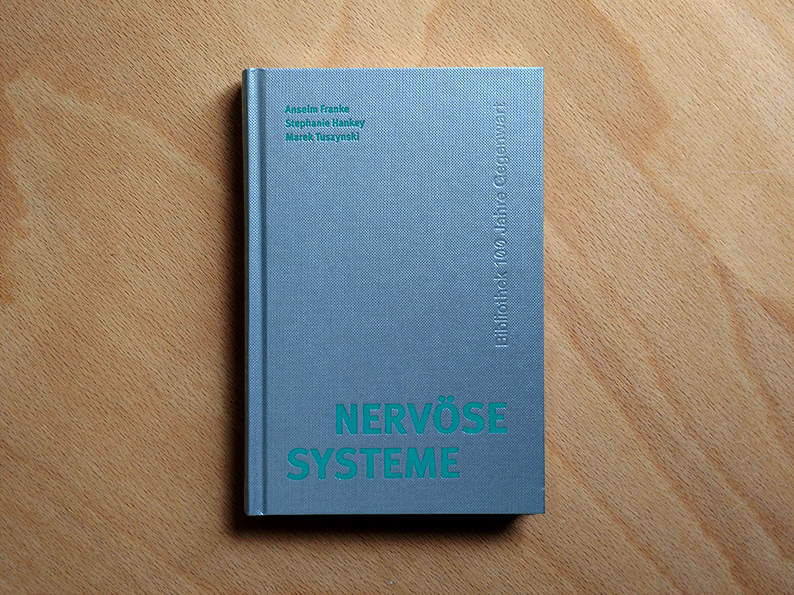 Anselm Franke
Stephanie Hankey
Marek Tuszynski
Bibliothek 100 Jahre Gegenwart
NERVÖSE
SYSTEME